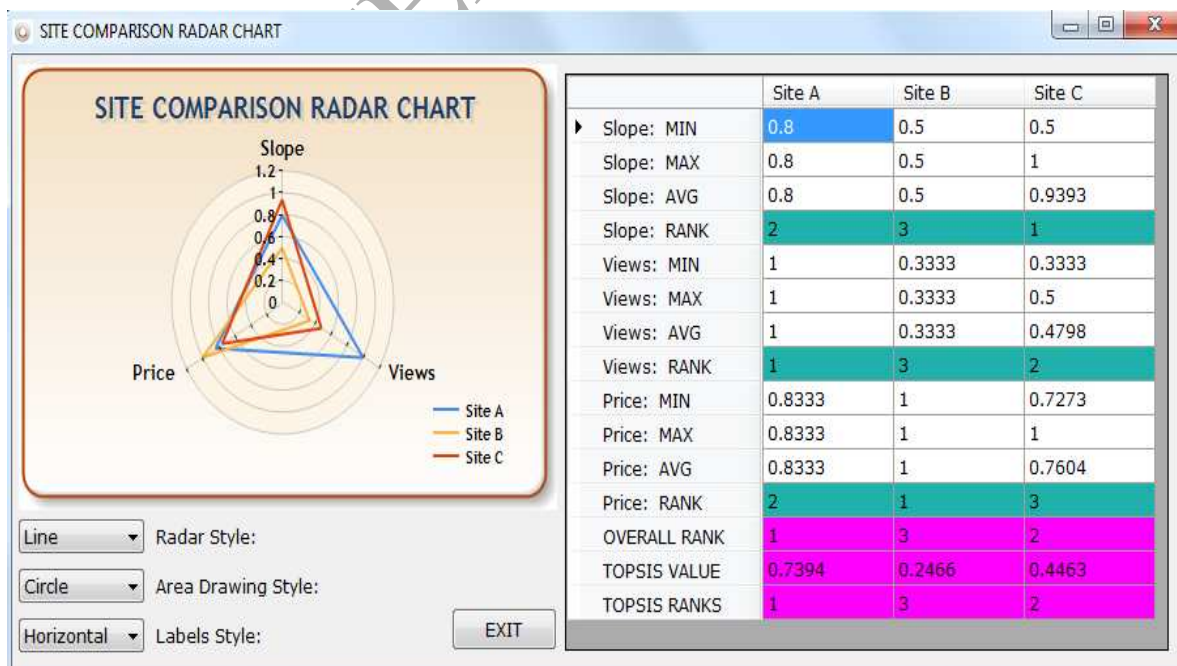 SITE COMPARISON RADAR CHART
SITE COMPARISON RADAR CHART
Slope
1.2
1
0.8
0.6
0.4
0.2
0
Price
Views
Site A
Site B
Site C
Line Radar Style:
Circle Area Drawing Style:
Horizontal Labels Style:
EXIT
Site A Site B Site C
Slope: MIN 0.8 0.5 0.5
Slope: MAX 0.8 0.5 1
Slope: AVG 0.8 0.5 0.9393
Slope: RANK 2 3 1
Views: MIN 1 0.3333 0.3333
Views: MAX 1 0.3333 0.5
Views: AVG 1 0.3333 0.4798
Views: RANK 1 3 2
Price: MIN 0.8333 1 0.7273
Price: MAX 0.8333 1 1
Price: AVG 0.8333 1 0.7604
Price: RANK 2 1 3
OVERALL RANK 1 3 2
TOPSIS VALUE 0.7394 0.2466 0.4463
TOPSIS RANKS 1 3 2